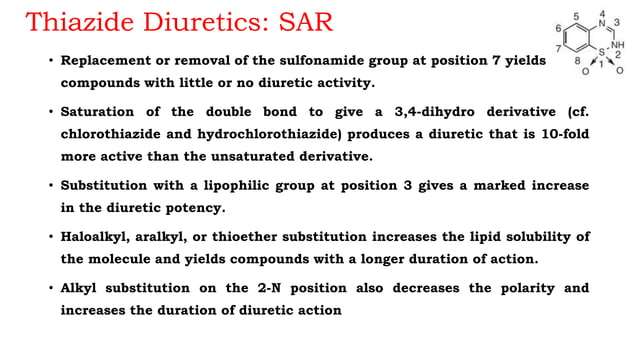 Thiazide Diuretics: SAR
• Replacement or removal of the sulfonamide group at position 7 yields
compounds with little or no diuretic activity.
• Saturation of the double bond to give a 3,4-dihydro derivative (cf.
chlorothiazide and hydrochlorothiazide) produces a diuretic that is 10-fold
more active than the unsaturated derivative.
• Substitution with a lipophilic group at position 3 gives a marked increase
in the diuretic potency.
• Haloalkyl, aralkyl, or thioether substitution increases the lipid solubility of
the molecule and yields compounds with a longer duration of action.
• Alkyl substitution on the 2-N position also decreases the polarity and
increases the duration of diuretic action
5 4
6 N 3
7 NH
8 S 2
1
O O